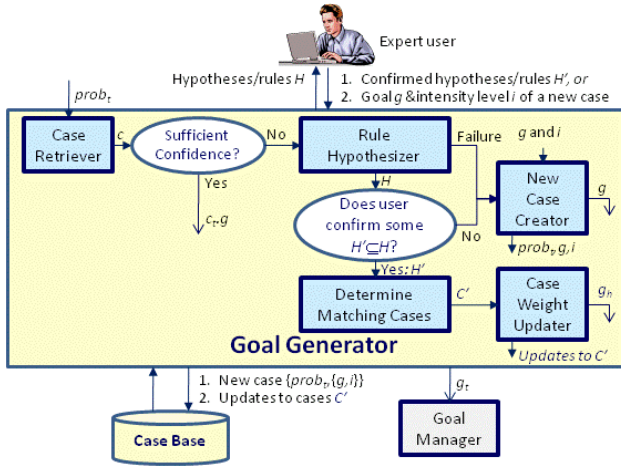 Expert user
Hypotheses/rules H
1. Confirmed hypotheses/rules H', or
2. Goal g & intensity level i of a new case
prob_t
Case
Retriever
c
Sufficient
Confidence?
No
Yes
c_t.g
Rule
Hypothesizer
Failure
g and i
H
New
Case
Creator
g
Does user
confirm some
H'⊆H?
No
prob_t, g, i
Yes: H'
Determine
Matching Cases
C'
Case
Weight
Updater
g_h
Updates to C'
Goal Generator
1. New case {prob_t,{g,i}}
2. Updates to cases C'
g_t
Case Base
Goal
Manager